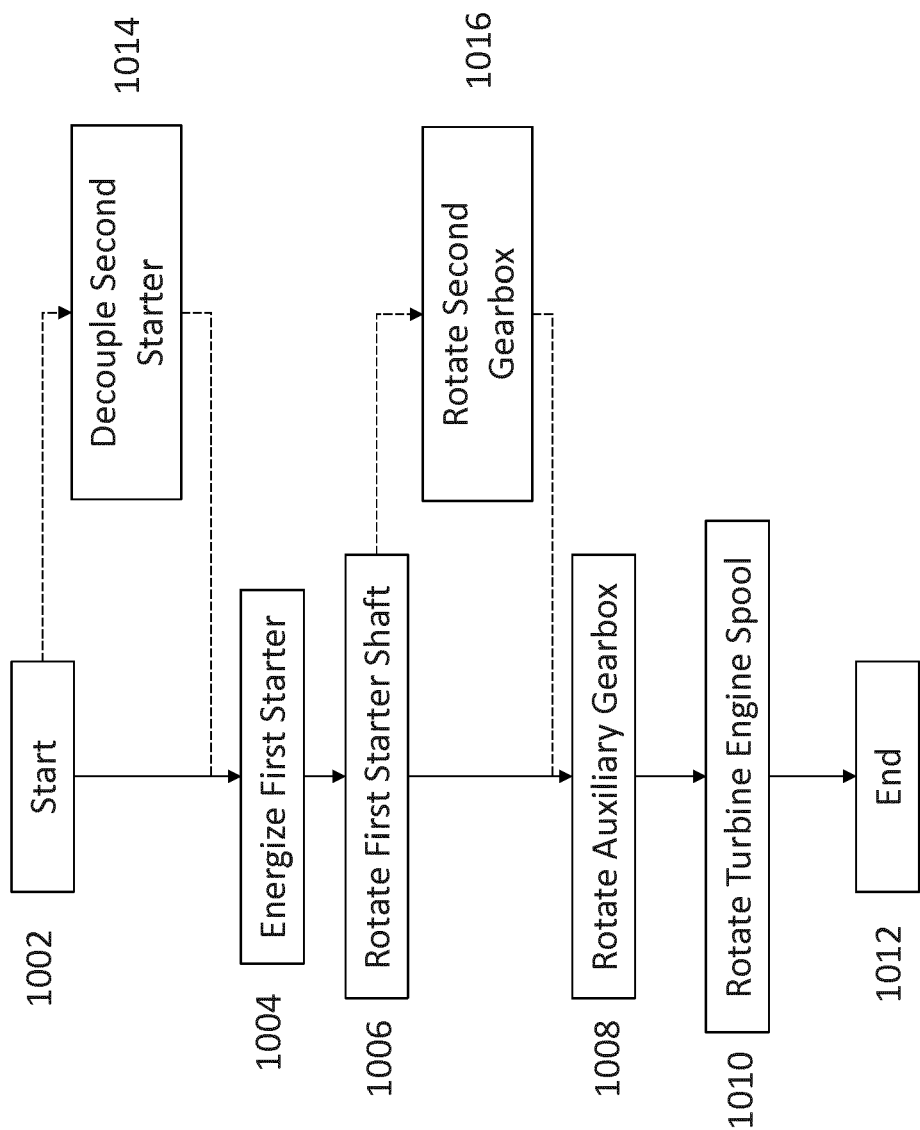 1002
Start
Decouple Second
Starter
1014
1004
Energize First Starter
1006
Rotate First Starter Shaft
Rotate Second
Gearbox
1016
1008
Rotate Auxiliary Gearbox
1010
Rotate Turbine Engine Spool
1012
End